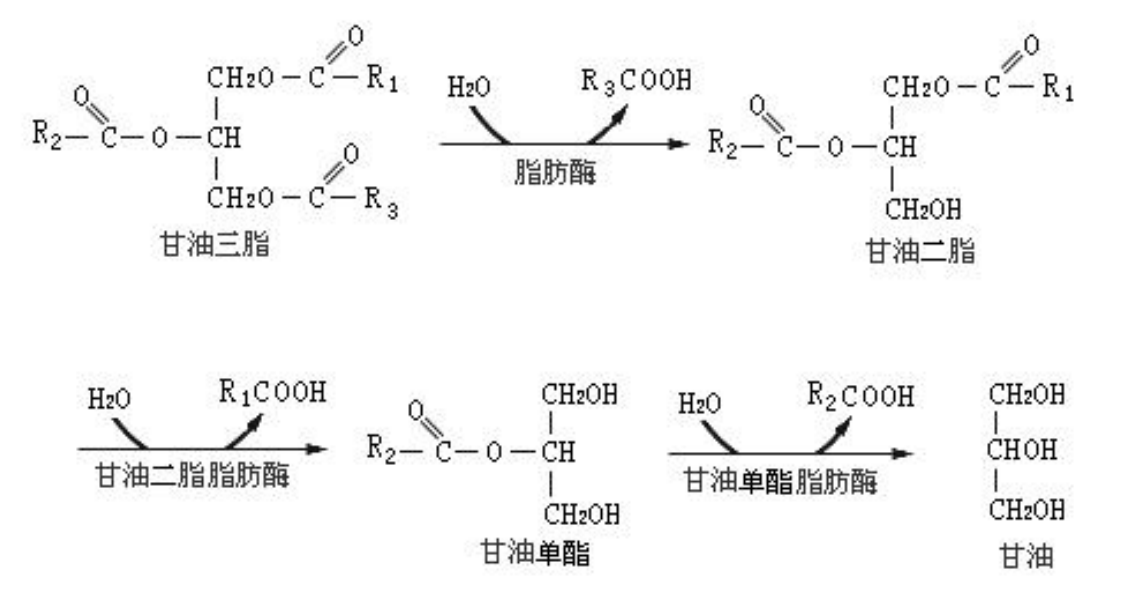 O O
CH2O－C－R1 H2O R3COOH CH2O－C－R1
O O
R2－C－O－CH R2－C－O－CH
O 脂肪酶
CH2O－C－R3 CH2OH
甘油三脂 甘油二脂
H2O R1COOH CH2OH H2O R2COOH CH2OH
O
R2－C－O－CH CHOH
甘油二脂脂肪酶 甘油单酯脂肪酶
CH2OH CH2OH
甘油单酯 甘油